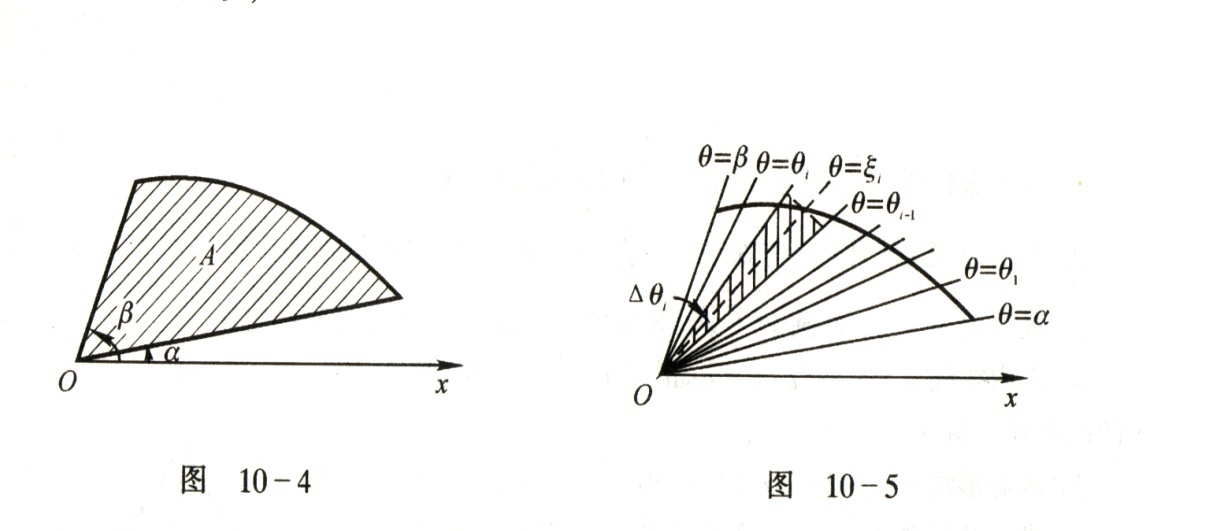 A
β
α
O
x
图 10-4
θ=β θ=θᵢ θ=ξᵢ
θ=θᵢ₋₁
θ=θ₁
Δθᵢ
θ=α
O
x
图 10-5